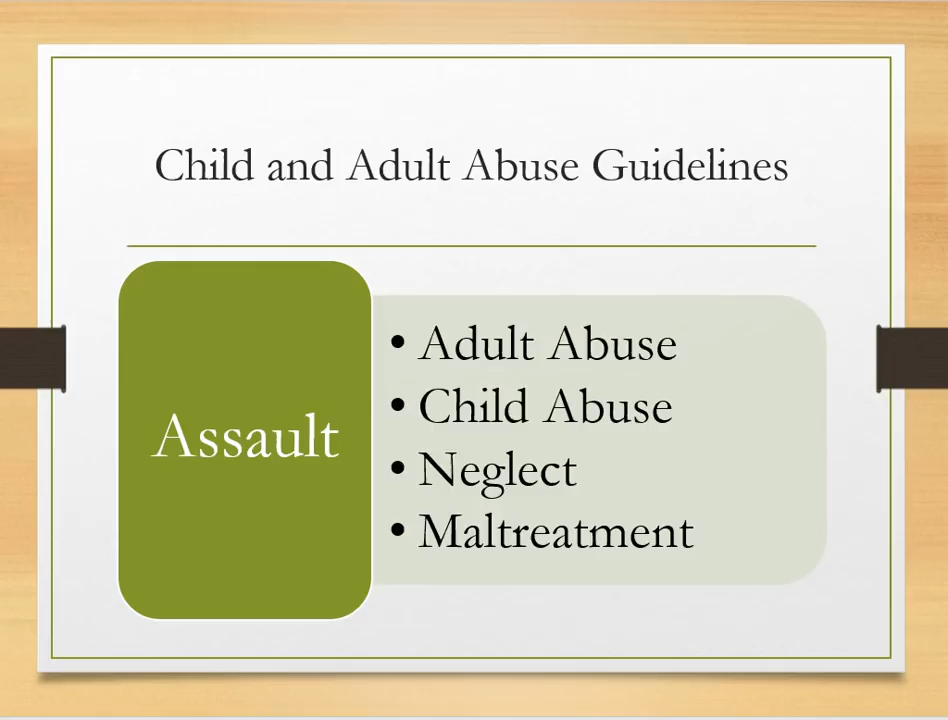 Child and Adult Abuse Guidelines
Assault
• Adult Abuse
• Child Abuse
• Neglect
• Maltreatment